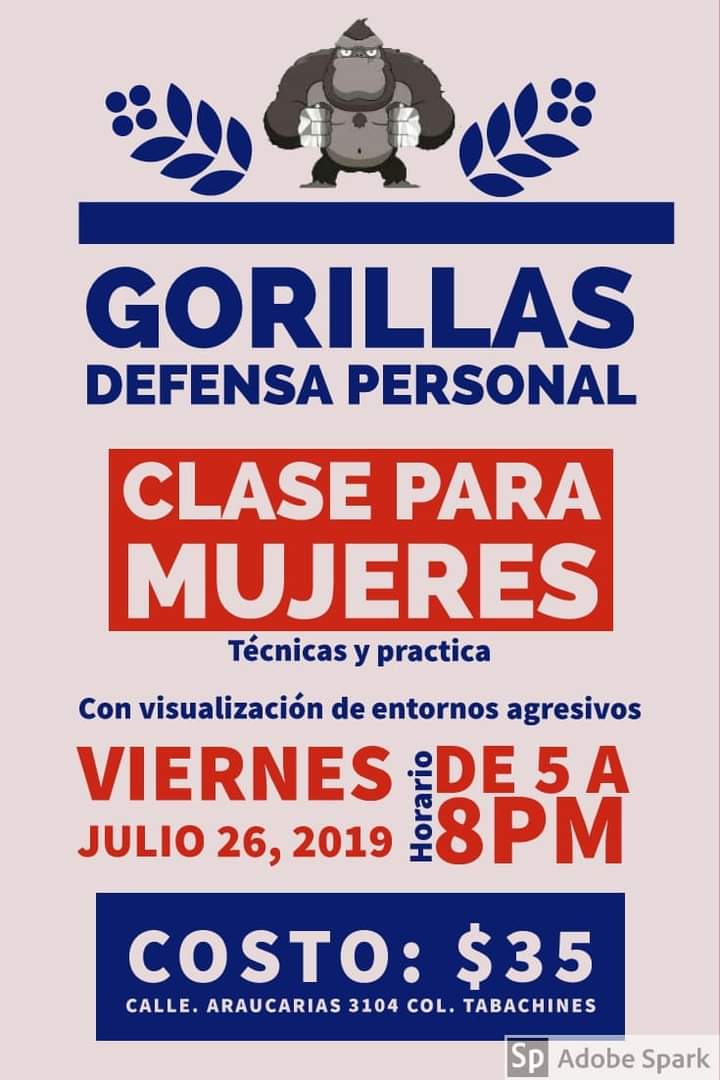 GORILLAS
DEFENSA PERSONAL
CLASE PARA
MUJERES
Técnicas y practica
Con visualización de entornos agresivos
VIERNES
JULIO 26, 2019
Horario
DE 5 A
8PM
COSTO: $35
CALLE. ARAUCARIAS 3104 COL. TABACHINES
Sp Adobe Spark